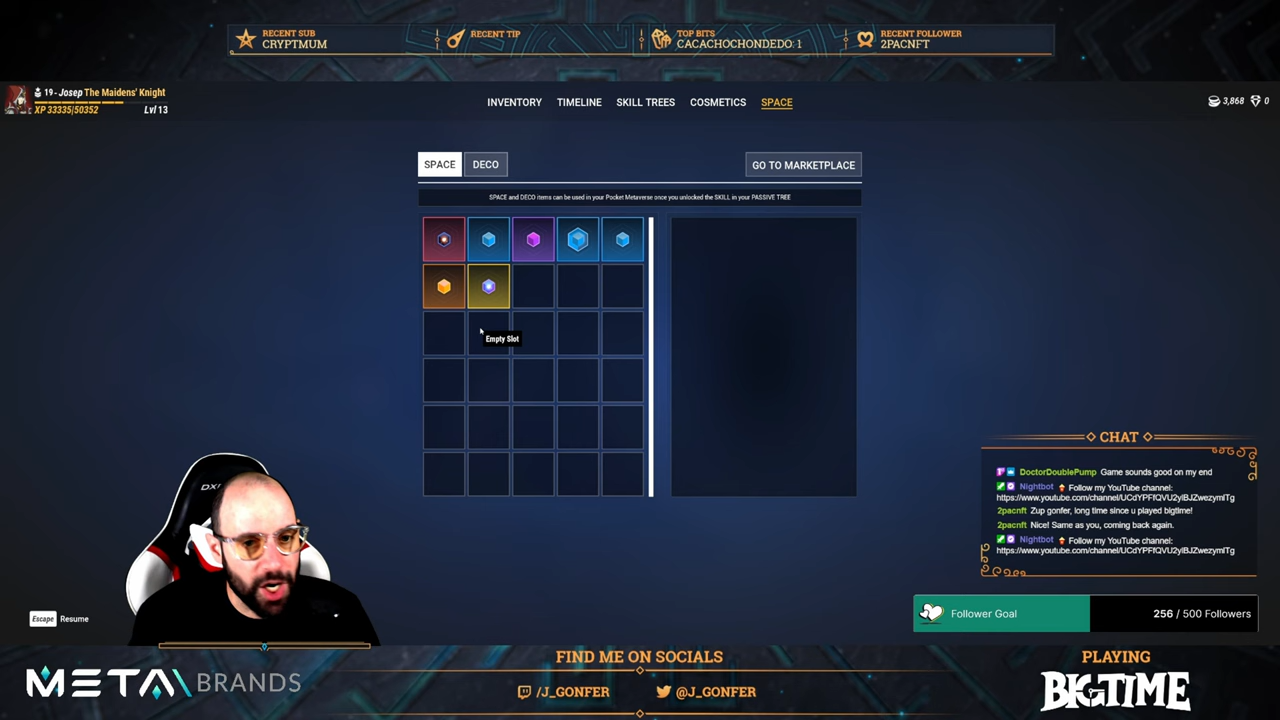 RECENT SUB
CRYPTMUM
RECENT TIP
TOP BITS
CACACHOCHONDEDO: 1
RECENT FOLLOWER
2PACNFT
19 - Josep The Maidens' Knight
XP 33335|50352
Lvl 13
INVENTORY
TIMELINE
SKILL TREES
COSMETICS
SPACE
3,868
0
SPACE
DECO
GO TO MARKETPLACE
SPACE and DECO items can be used in your Pocket Metaverse once you unlocked the SKILL in your PASSIVE TREE
Empty Slot
DX
CHAT
DoctorDoublePump Game sounds good on my end
Nightbot Follow my YouTube channel:
https://www.youtube.com/channel/UCdYPFfQVU2yiBJZwezymITg
2pacnft Zup gonfer, long time since u played bigtime!
2pacnft Nice! Same as you, coming back again.
Nightbot Follow my YouTube channel:
https://www.youtube.com/channel/UCdYPFfQVU2yiBJZwezymITg
Follower Goal
256 / 500 Followers
Escape Resume
META BRANDS
FIND ME ON SOCIALS
/J_GONFER
@J_GONFER
PLAYING
BIGTIME